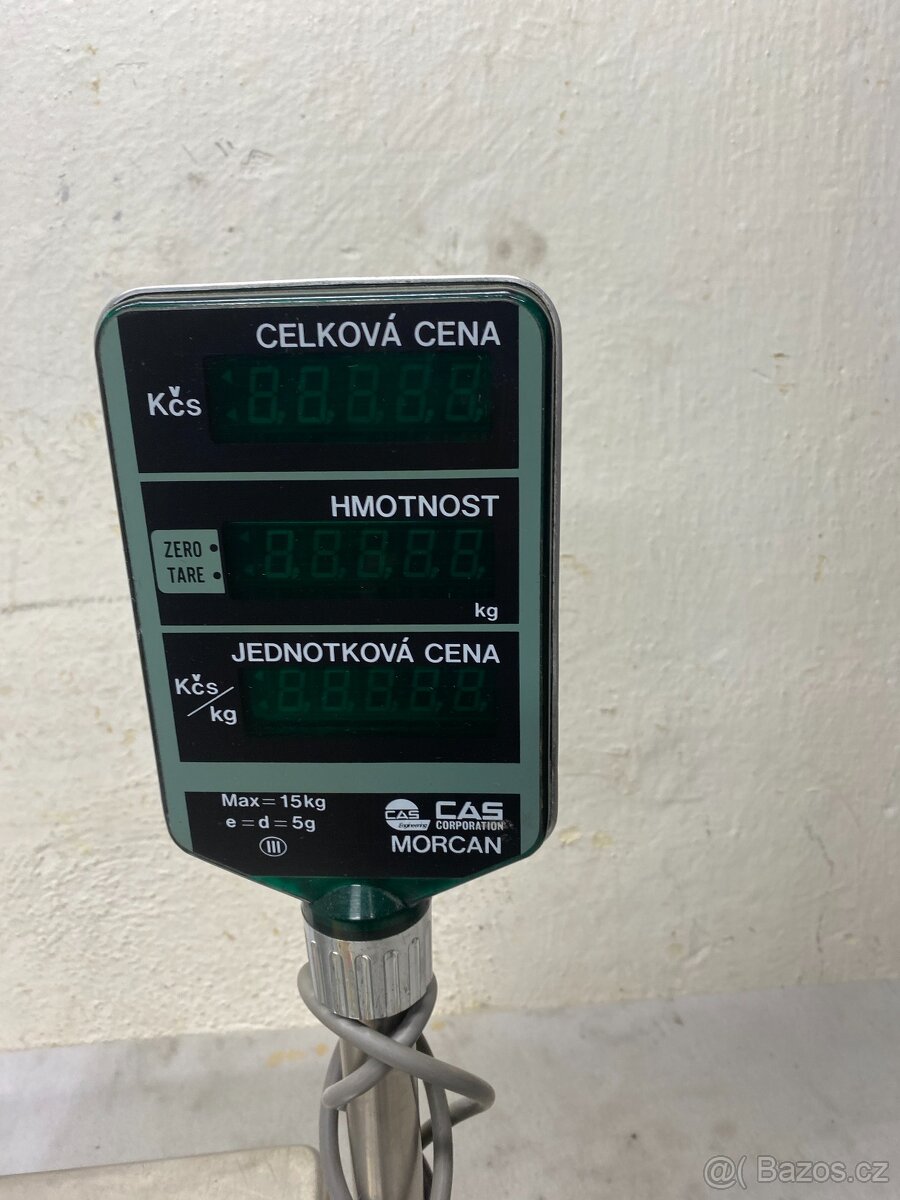 CELKOVÁ CENA
Kčs
HMOTNOST
ZERO
TARE
kg
JEDNOTKOVÁ CENA
Kčs/kg
Max=15kg
e=d=5g
III
CAS
Engineering
CAS
CORPORATION
MORCAN
@( Bazos.cz